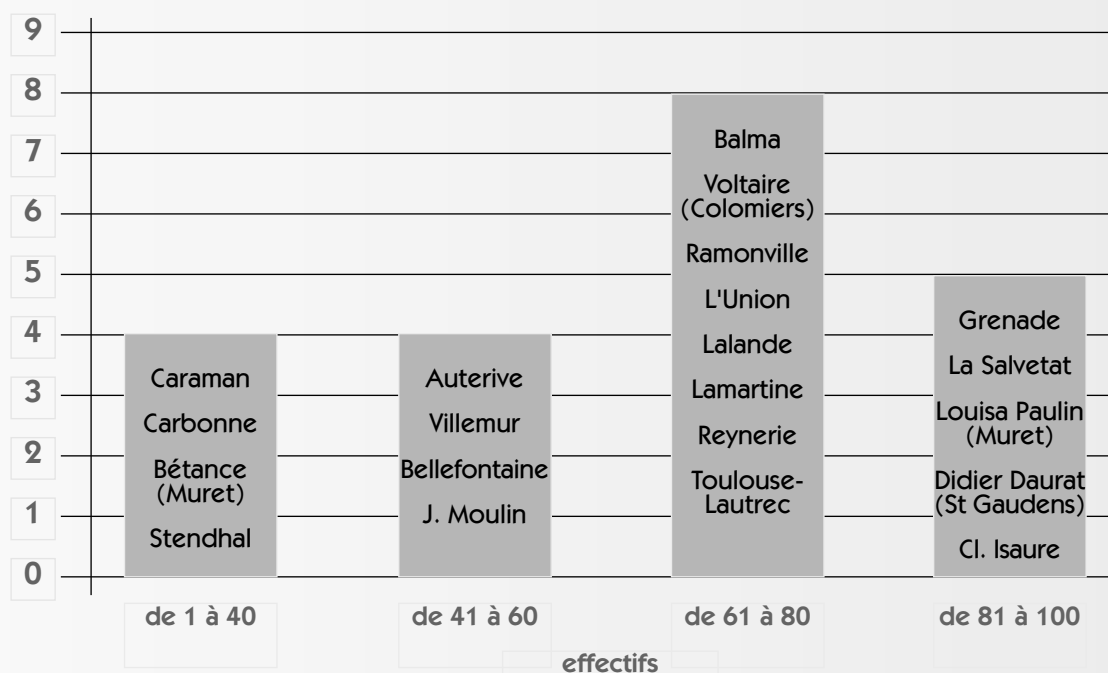 9
8
7
6
5
4
3
2
1
0
Caraman
Carbonne
Bétance
(Muret)
Stendhal
Auterive
Villemur
Bellefontaine
J. Moulin
Balma
Voltaire
(Colomiers)
Ramonville
L'Union
Lalande
Lamartine
Reynerie
Toulouse-
Lautrec
Grenade
La Salvetat
Louisa Paulin
(Muret)
Didier Daurat
(St Gaudens)
Cl. Isaure
de 1 à 40
de 41 à 60
de 61 à 80
de 81 à 100
effectifs